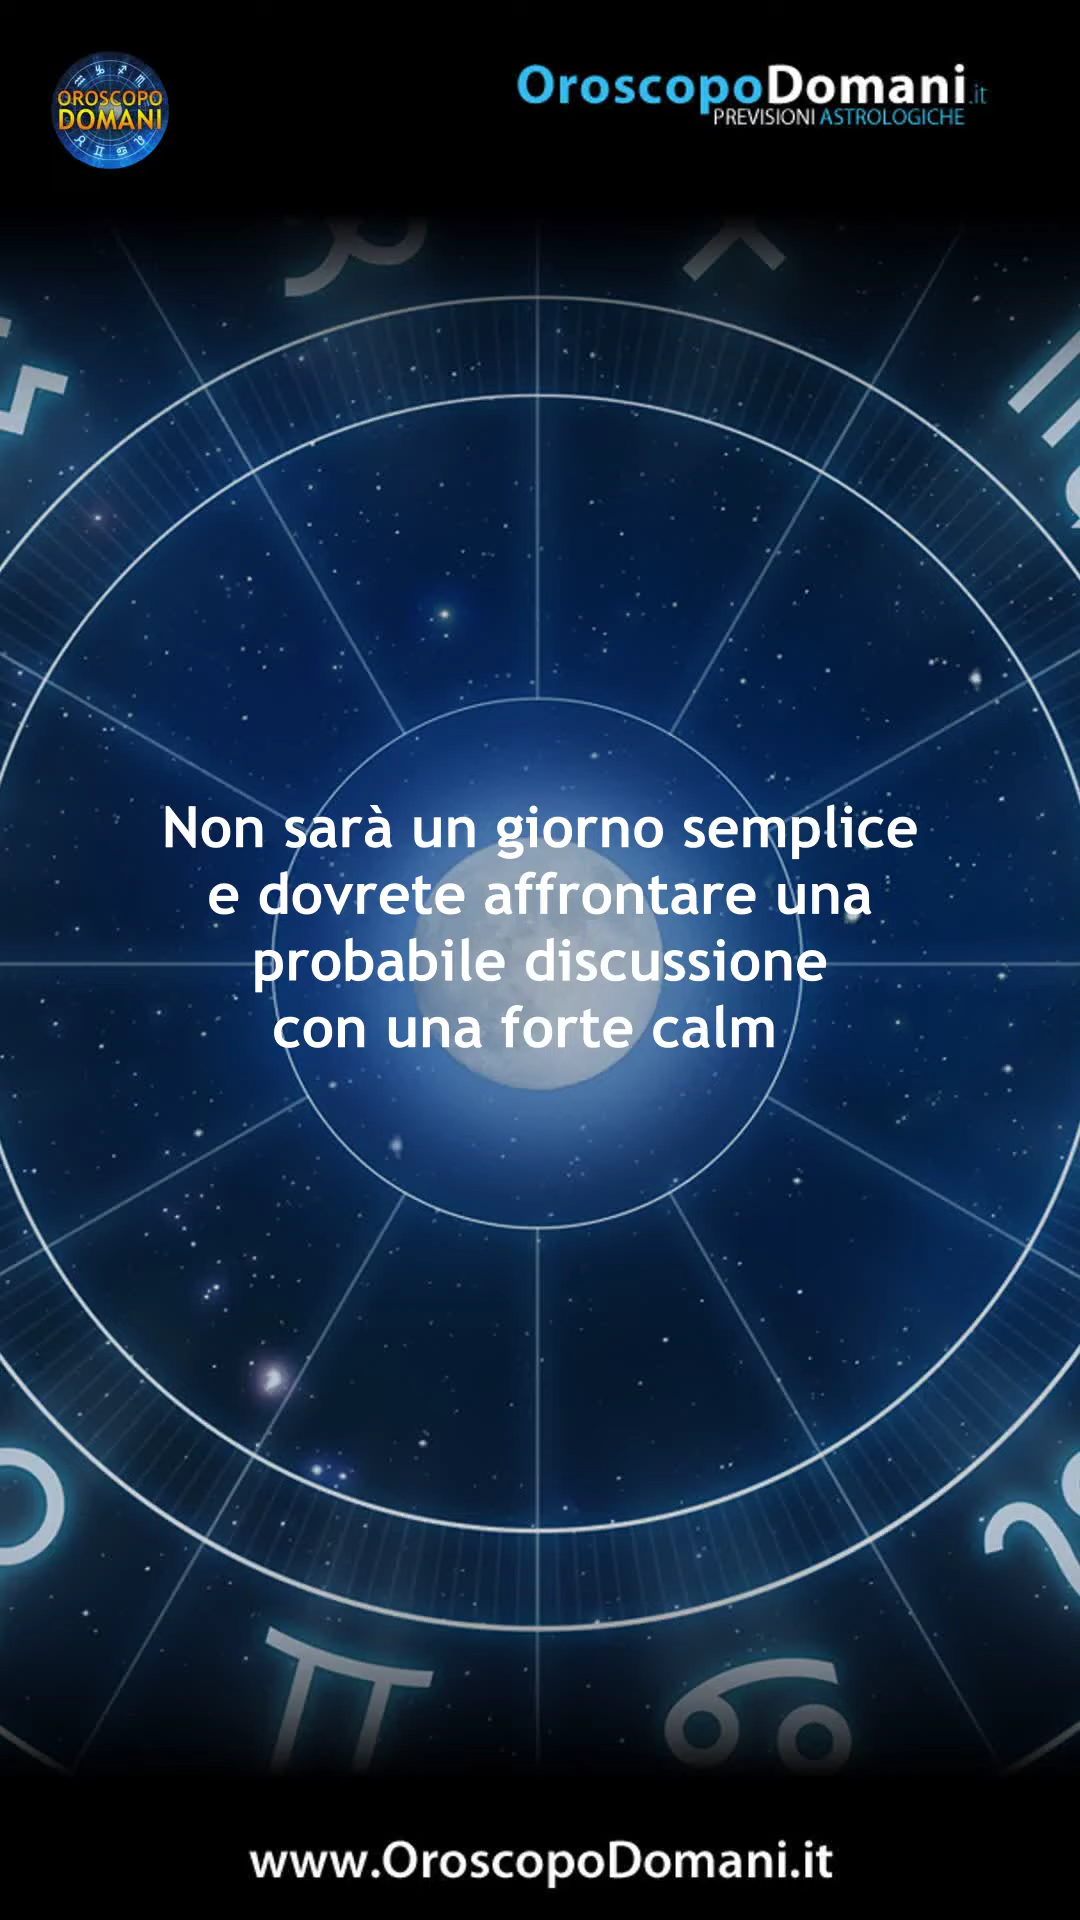 OROSCOPO
DOMANI
OroscopoDomani.it
PREVISIONI ASTROLOGICHE
Non sarà un giorno semplice
e dovrete affrontare una
probabile discussione
con una forte calm
www.OroscopoDomani.it